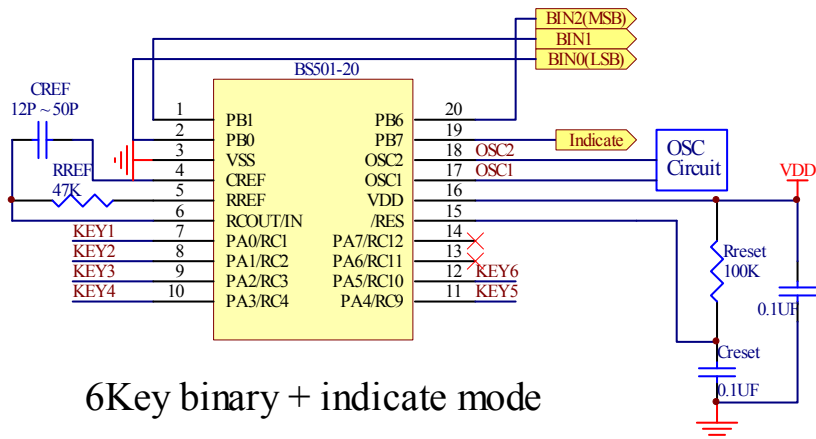 BIN2(MSB)
BIN1
BIN0(LSB)
BS501-20
CREF
12P ~ 50P
RREF
47K
1 PB1 PB6 20
2 PB0 PB7 19 Indicate
3 VSS OSC2 18 OSC2
4 CREF OSC1 17 OSC1
5 RREF VDD 16
6 RCOUT/IN /RES 15
KEY1 7 PA0/RC1 PA7/RC12 14
KEY2 8 PA1/RC2 PA6/RC11 13
KEY3 9 PA2/RC3 PA5/RC10 12 KEY6
KEY4 10 PA3/RC4 PA4/RC9 11 KEY5
OSC
Circuit
VDD
Rreset
100K
0.1UF
Creset
0.1UF
6Key binary + indicate mode